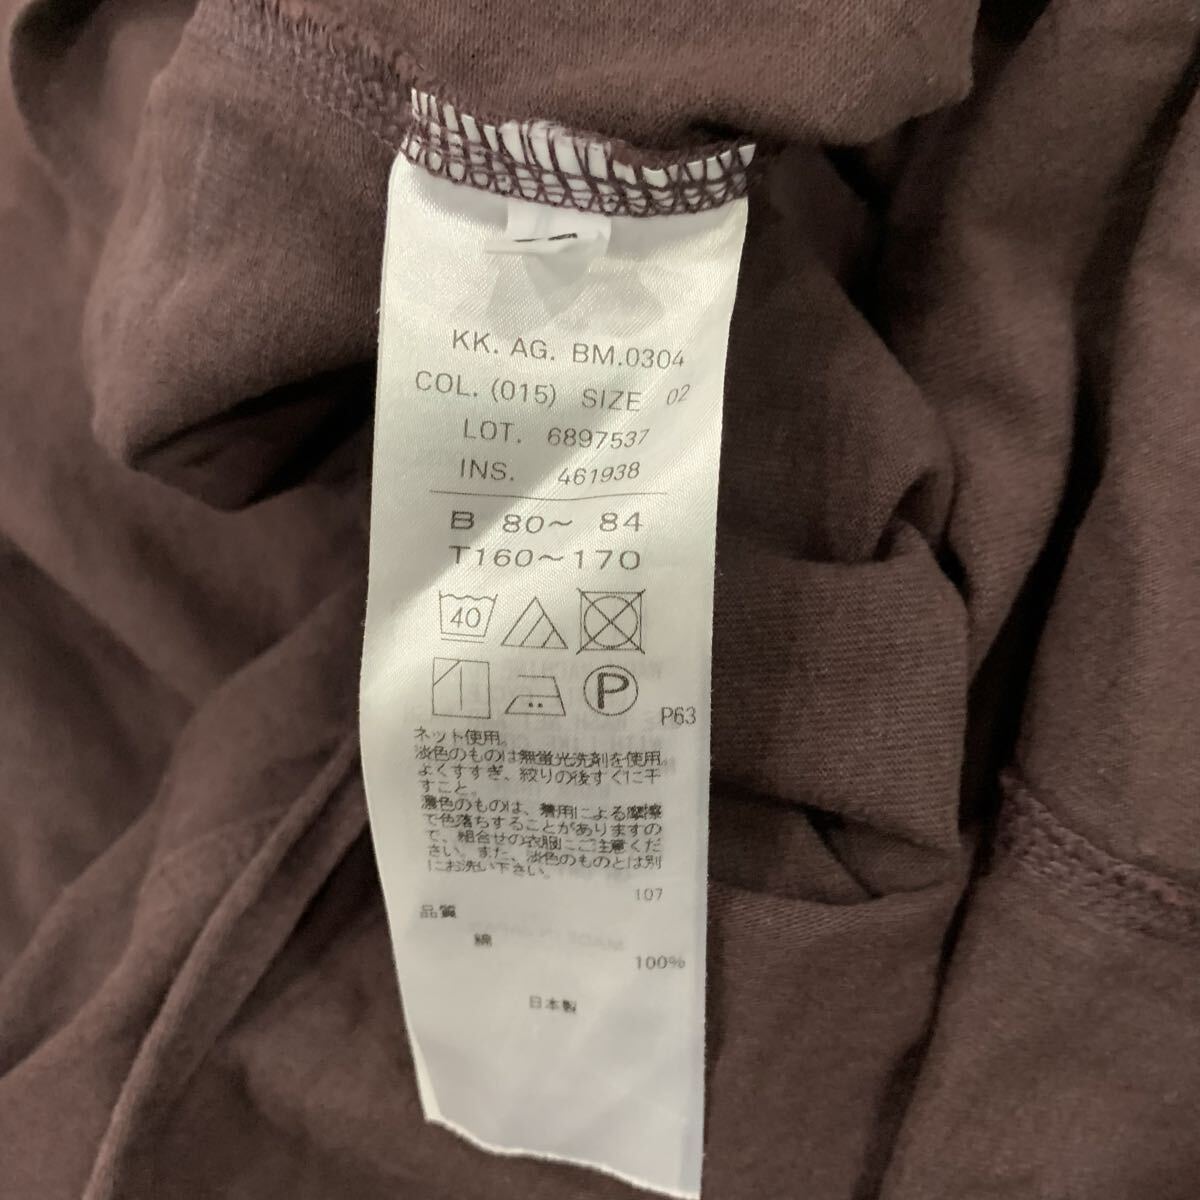 KK. AG. BM.0304
COL. (015) SIZE 02
LOT. 6897537
INS. 461938
B 80～ 84
T160～170
40
P
P63
ネット使用。
淡色のものは無蛍光洗剤を使用。
よくすすぎ、絞りの後すぐに干
すこと。
濃色のものは、着用による摩擦
で色落ちすることがありますの
で、組合せの衣服にご注意くだ
さい。また、淡色のものとは別
にお洗い下さい。
107
品質
綿
100%
日本製